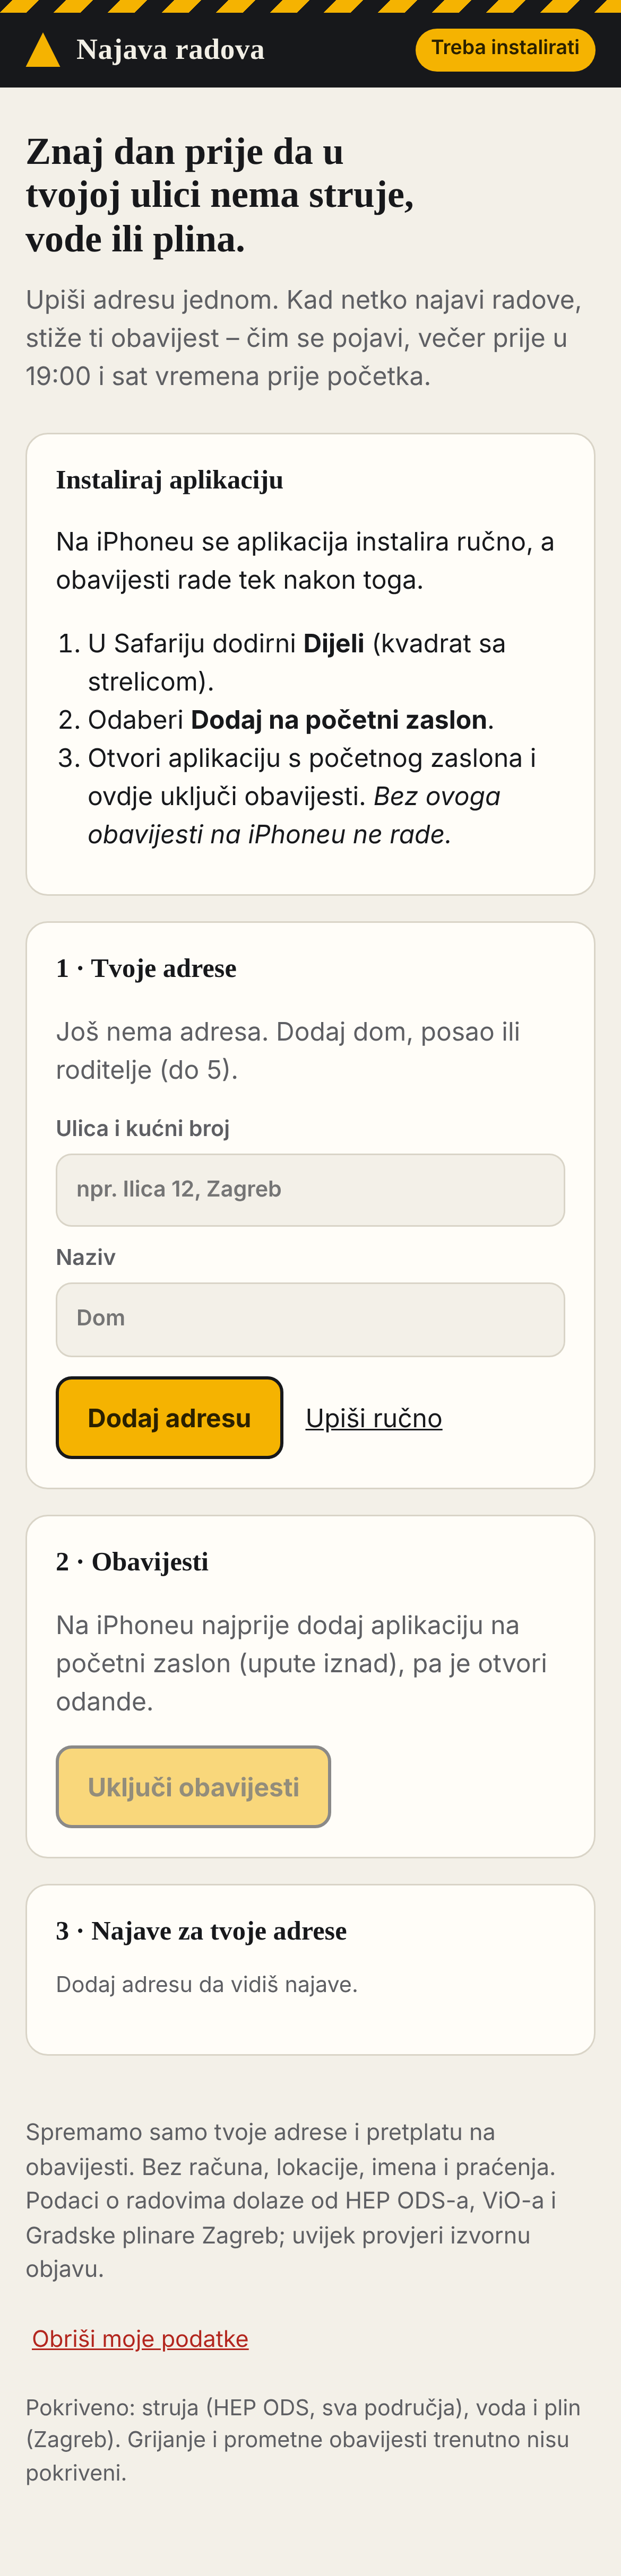 Najava radova
Treba instalirati
Znaj dan prije da u
tvojoj ulici nema struje,
vode ili plina.
Upiši adresu jednom. Kad netko najavi radove,
stiže ti obavijest – čim se pojavi, večer prije u
19:00 i sat vremena prije početka.
Instaliraj aplikaciju
Na iPhoneu se aplikacija instalira ručno, a
obavijesti rade tek nakon toga.
1. U Safariju dodirni Dijeli (kvadrat sa
strelicom).
2. Odaberi Dodaj na početni zaslon.
3. Otvori aplikaciju s početnog zaslona i
ovdje uključi obavijesti. Bez ovoga
obavijesti na iPhoneu ne rade.
1 · Tvoje adrese
Još nema adresa. Dodaj dom, posao ili
roditelje (do 5).
Ulica i kućni broj
npr. Ilica 12, Zagreb
Naziv
Dom
Dodaj adresu
Upiši ručno
2 · Obavijesti
Na iPhoneu najprije dodaj aplikaciju na
početni zaslon (upute iznad), pa je otvori
odande.
Uključi obavijesti
3 · Najave za tvoje adrese
Dodaj adresu da vidiš najave.
Spremamo samo tvoje adrese i pretplatu na
obavijesti. Bez računa, lokacije, imena i praćenja.
Podaci o radovima dolaze od HEP ODS-a, ViO-a i
Gradske plinare Zagreb; uvijek provjeri izvornu
objavu.
Obriši moje podatke
Pokriveno: struja (HEP ODS, sva područja), voda i plin
(Zagreb). Grijanje i prometne obavijesti trenutno nisu
pokriveni.